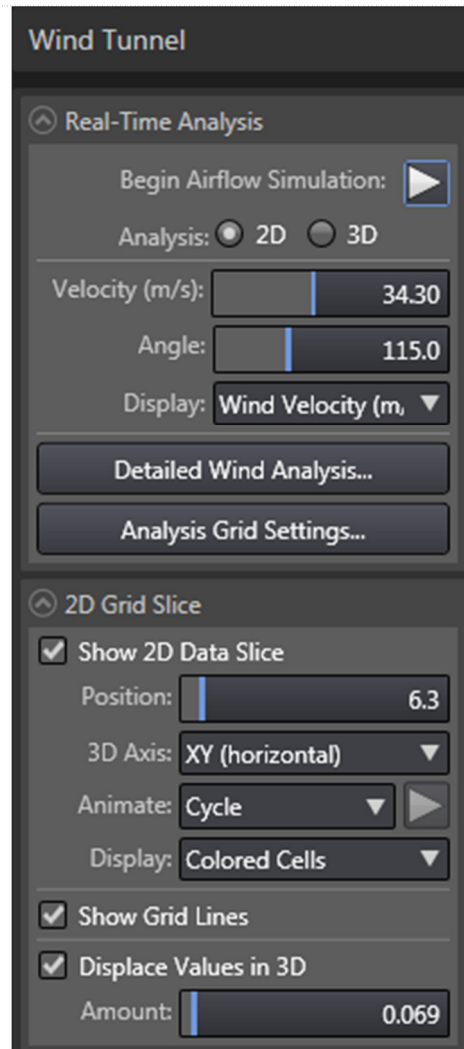 Wind Tunnel
Real-Time Analysis
Begin Airflow Simulation:
Analysis: 2D 3D
Velocity (m/s): 34.30
Angle: 115.0
Display: Wind Velocity (m,
Detailed Wind Analysis...
Analysis Grid Settings...
2D Grid Slice
Show 2D Data Slice
Position: 6.3
3D Axis: XY (horizontal)
Animate: Cycle
Display: Colored Cells
Show Grid Lines
Displace Values in 3D
Amount: 0.069